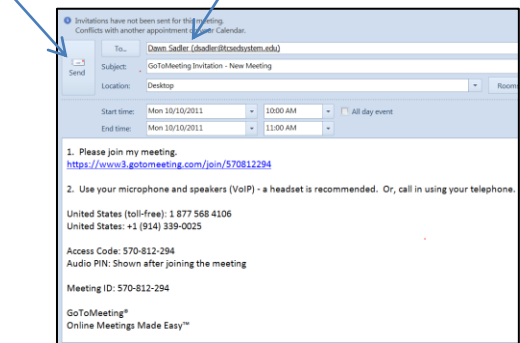 Invitations have not been sent for this meeting.
Conflicts with another appointment on your Calendar.
To... Dawn Sadler (dsadler@tcsedsystem.edu)
Send
Subject: GoToMeeting Invitation - New Meeting
Location: Desktop Rooms
Start time: Mon 10/10/2011 10:00 AM All day event
End time: Mon 10/10/2011 11:00 AM
1. Please join my meeting.
https://www3.gotomeeting.com/join/570812294
2. Use your microphone and speakers (VoIP) - a headset is recommended. Or, call in using your telephone.
United States (toll-free): 1 877 568 4106
United States: +1 (914) 339-0025
Access Code: 570-812-294
Audio PIN: Shown after joining the meeting
Meeting ID: 570-812-294
GoToMeeting®
Online Meetings Made Easy™